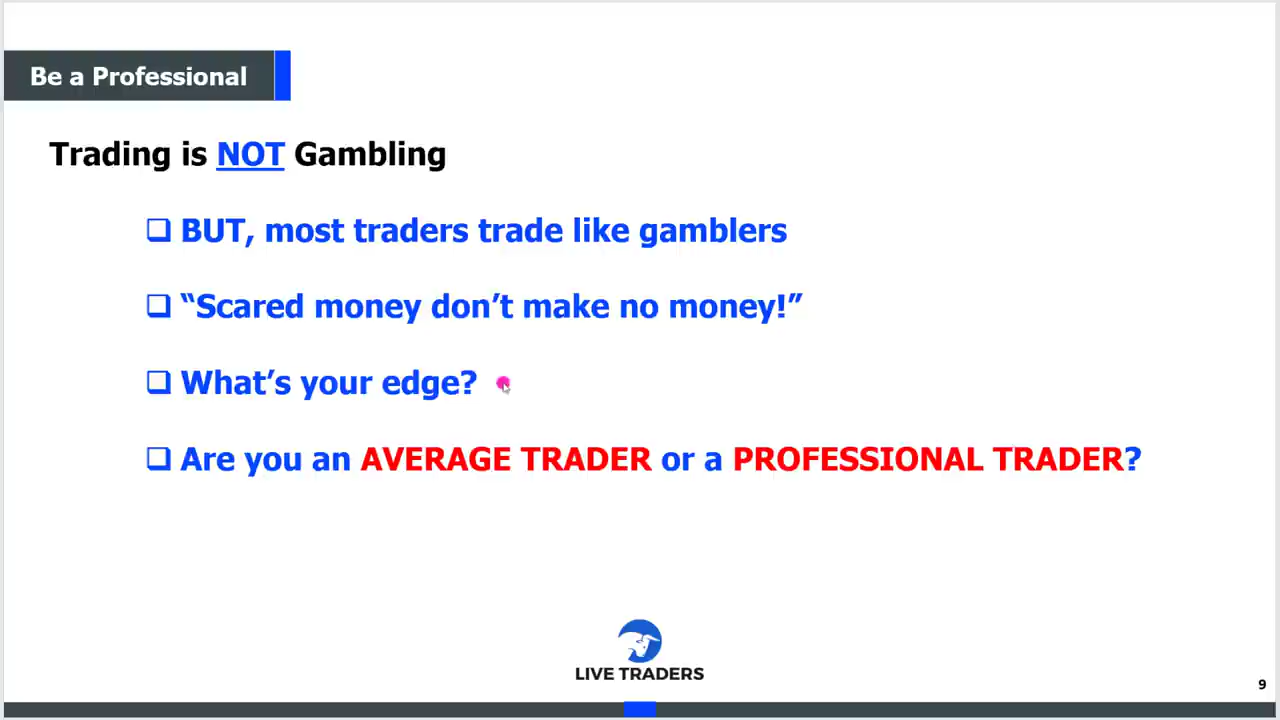 Be a Professional
Trading is NOT Gambling
BUT, most traders trade like gamblers
“Scared money don’t make no money!”
What’s your edge?
Are you an AVERAGE TRADER or a PROFESSIONAL TRADER?
LIVE TRADERS
9